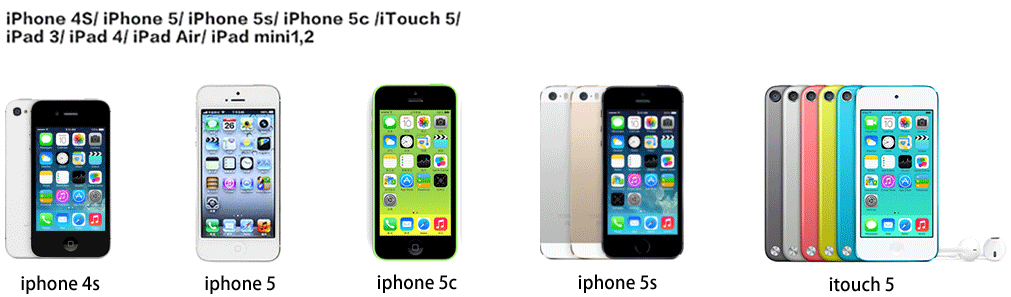 iPhone 4S/ iPhone 5/ iPhone 5s/ iPhone 5c /iTouch 5/
iPad 3/ iPad 4/ iPad Air/ iPad mini1,2
iphone 4s
iphone 5
iphone 5c
iphone 5s
itouch 5